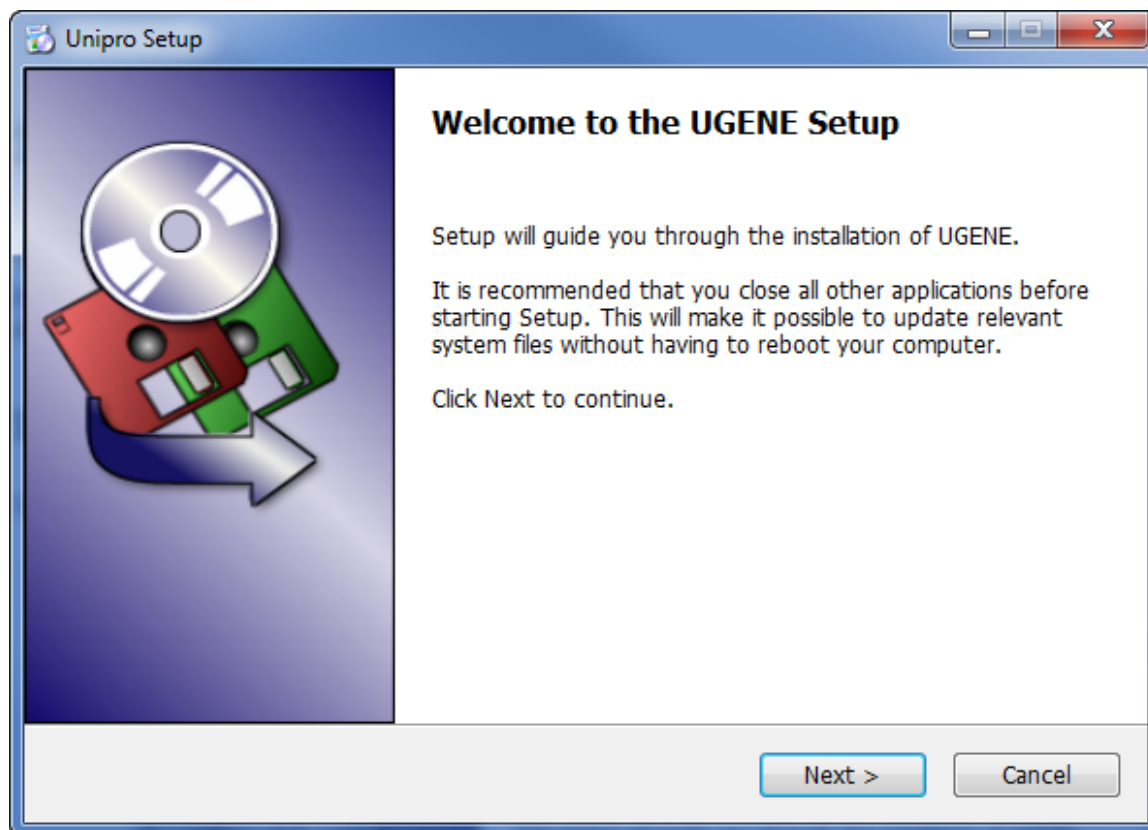 Unipro Setup
Welcome to the UGENE Setup
Setup will guide you through the installation of UGENE.
It is recommended that you close all other applications before
starting Setup. This will make it possible to update relevant
system files without having to reboot your computer.
Click Next to continue.
Next >
Cancel